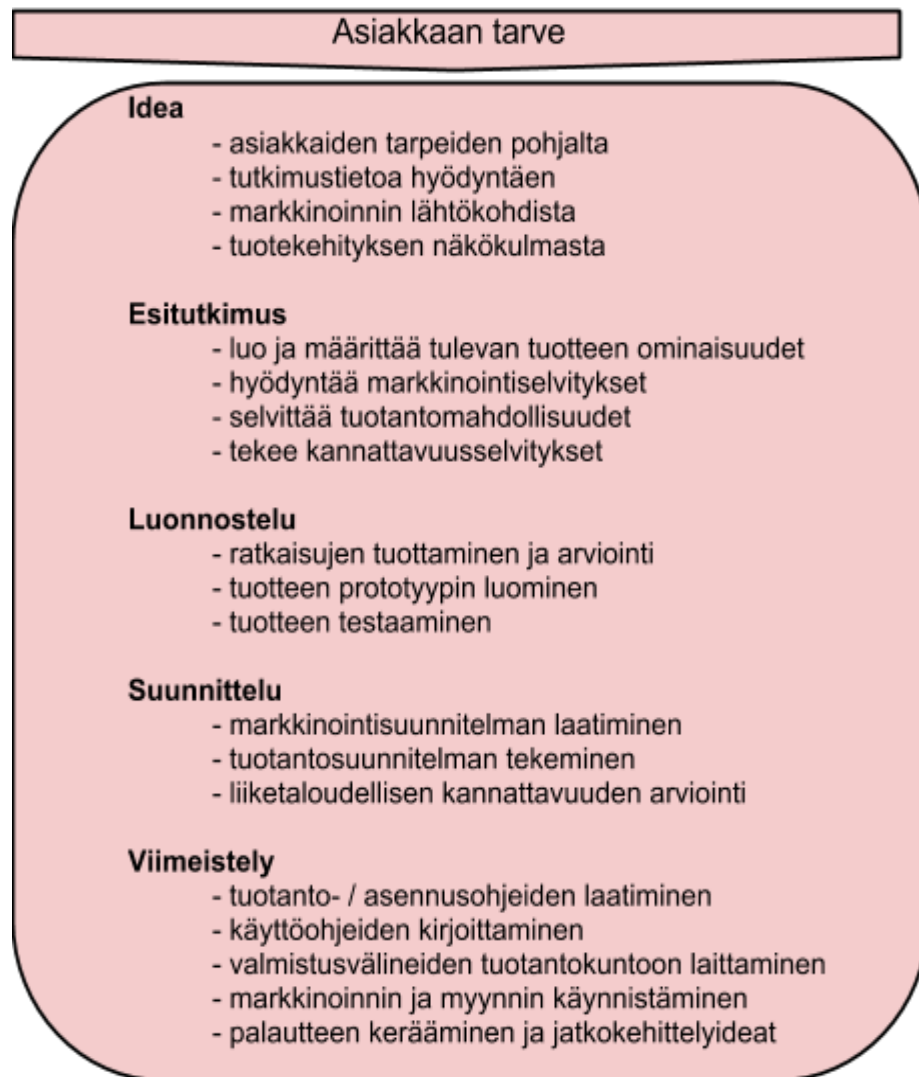 Asiakkaan tarve
Idea
- asiakkaiden tarpeiden pohjalta
- tutkimustietoa hyödyntäen
- markkinoinnin lähtökohdista
- tuotekehityksen näkökulmasta
Esitutkimus
- luo ja määrittää tulevan tuotteen ominaisuudet
- hyödyntää markkinointiselvitykset
- selvittää tuotantomahdollisuudet
- tekee kannattavuusselvitykset
Luonnostelu
- ratkaisujen tuottaminen ja arviointi
- tuotteen prototyypin luominen
- tuotteen testaaminen
Suunnittelu
- markkinointisuunnitelman laatiminen
- tuotantosuunnitelman tekeminen
- liiketaloudellisen kannattavuuden arviointi
Viimeistely
- tuotanto- / asennusohjeiden laatiminen
- käyttöohjeiden kirjoittaminen
- valmistusvälineiden tuotantokuntoon laittaminen
- markkinoinnin ja myynnin käynnistäminen
- palautteen kerääminen ja jatkokehittelyideat